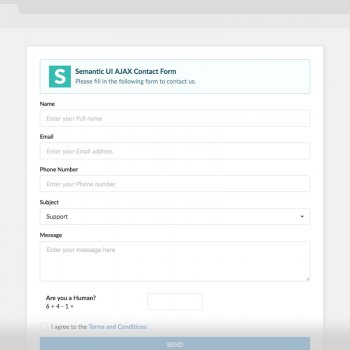 S
Semantic UI AJAX Contact Form
Please fill in the following form to contact us.
Name
Enter your Full name
Email
Enter your Email address
Phone Number
Enter your Phone number
Subject
Support
Message
Enter your message here
Are you a Human?
6 + 4 - 1 =
I agree to the Terms and Conditions
SEND